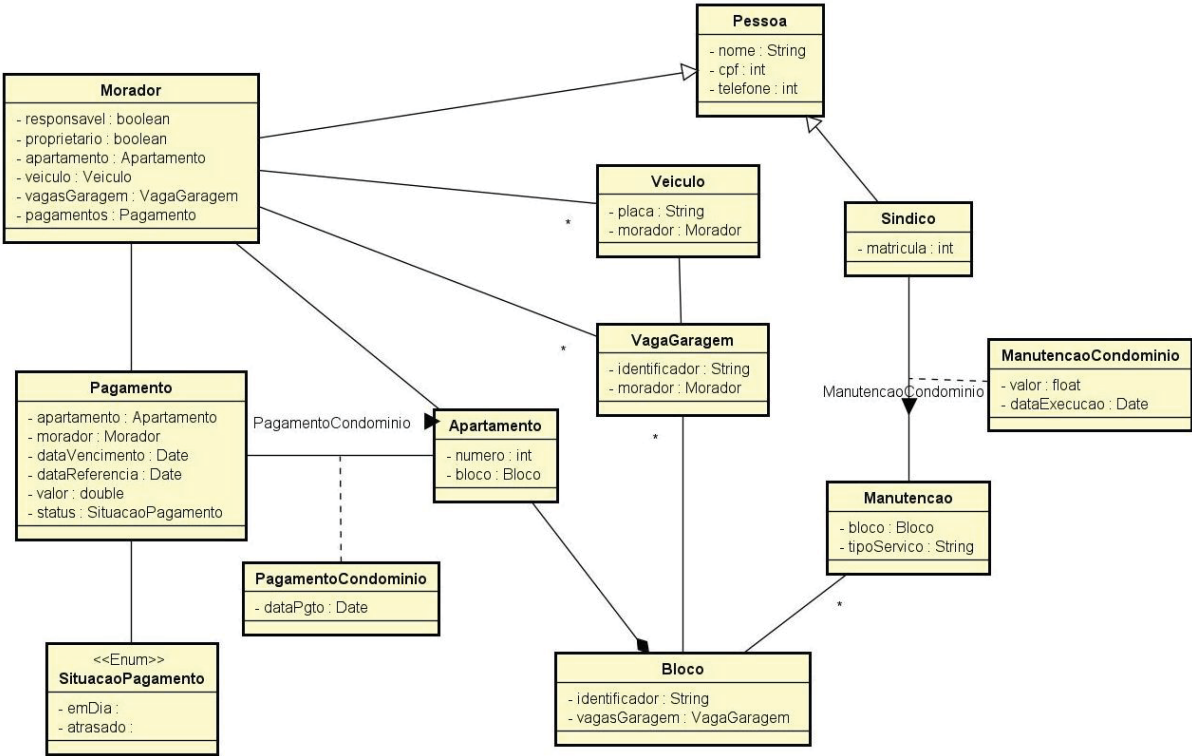 Pessoa
- nome : String
- cpf : int
- telefone : int
Morador
- responsavel : boolean
- proprietario : boolean
- apartamento : Apartamento
- veiculo : Veiculo
- vagasGaragem : VagaGaragem
- pagamentos : Pagamento
Veiculo
- placa : String
- morador : Morador
*
Sindico
- matricula : int
VagaGaragem
- identificador : String
- morador : Morador
*
*
ManutencaoCondominio
- valor : float
- dataExecucao : Date
ManutencaoCondominio
Pagamento
- apartamento : Apartamento
- morador : Morador
- dataVencimento : Date
- dataReferencia : Date
- valor : double
- status : SituacaoPagamento
PagamentoCondominio
Apartamento
- numero : int
- bloco : Bloco
Manutencao
- bloco : Bloco
- tipoServico : String
*
PagamentoCondominio
- dataPgto : Date
<<Enum>>
SituacaoPagamento
- emDia :
- atrasado :
Bloco
- identificador : String
- vagasGaragem : VagaGaragem